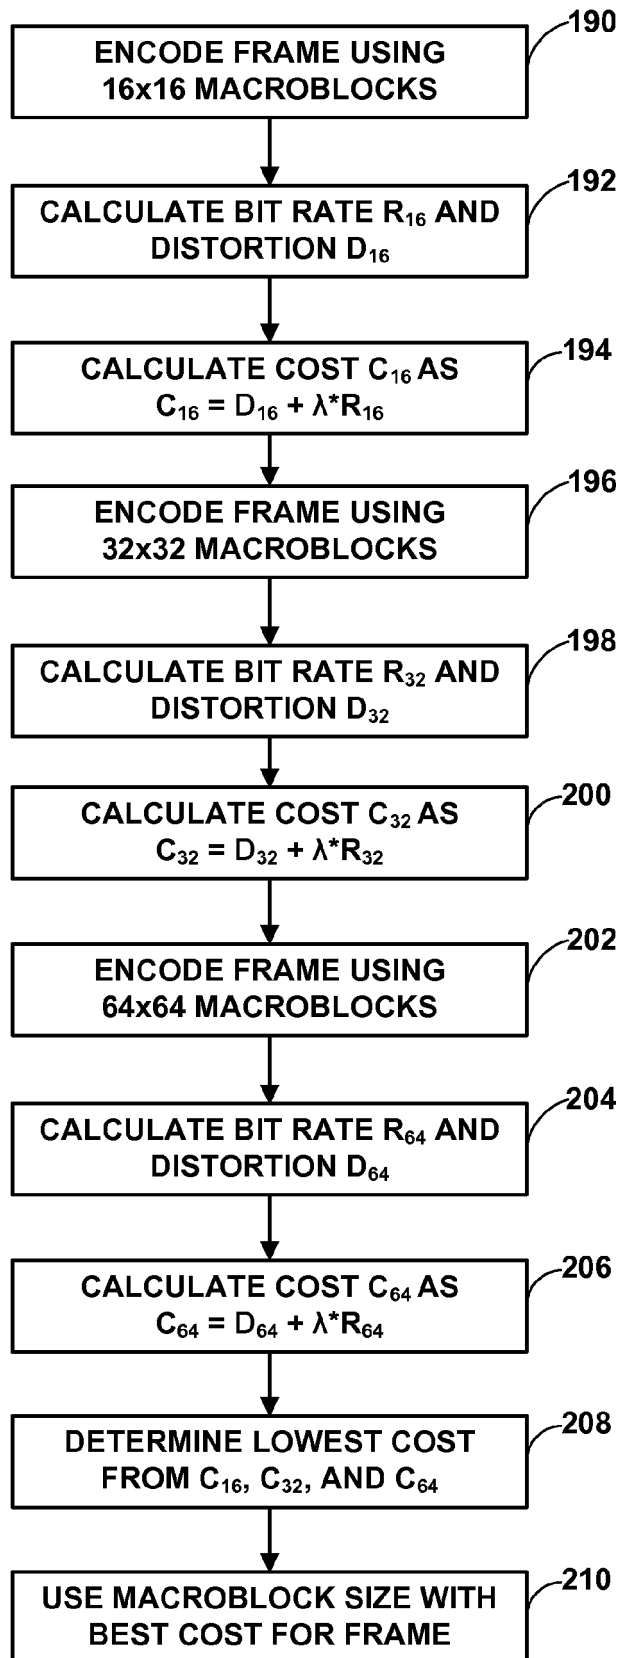 190
ENCODE FRAME USING
16x16 MACROBLOCKS
192
CALCULATE BIT RATE R₁₆ AND
DISTORTION D₁₆
194
CALCULATE COST C₁₆ AS
C₁₆ = D₁₆ + λ*R₁₆
196
ENCODE FRAME USING
32x32 MACROBLOCKS
198
CALCULATE BIT RATE R₃₂ AND
DISTORTION D₃₂
200
CALCULATE COST C₃₂ AS
C₃₂ = D₃₂ + λ*R₃₂
202
ENCODE FRAME USING
64x64 MACROBLOCKS
204
CALCULATE BIT RATE R₆₄ AND
DISTORTION D₆₄
206
CALCULATE COST C₆₄ AS
C₆₄ = D₆₄ + λ*R₆₄
208
DETERMINE LOWEST COST
FROM C₁₆, C₃₂, AND C₆₄
210
USE MACROBLOCK SIZE WITH
BEST COST FOR FRAME